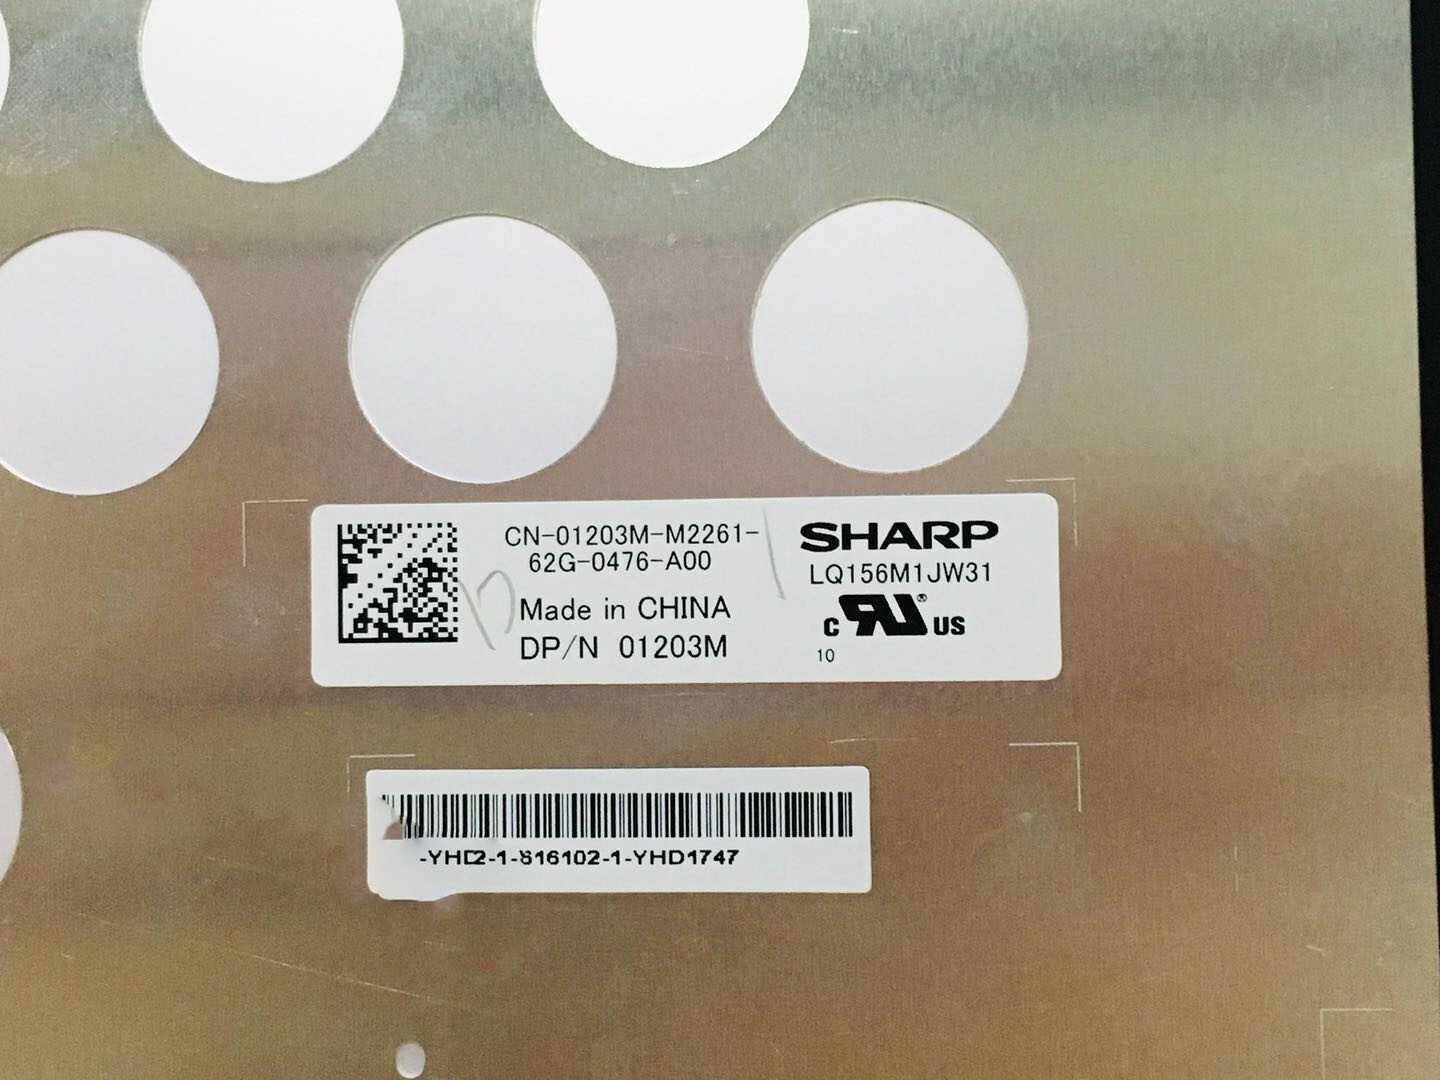 CN-01203M-M2261-
62G-0476-A00
Made in CHINA
DP/N 01203M
SHARP
LQ156M1JW31
C RU® US
10
-YHD2-1-816102-1-YHD1747